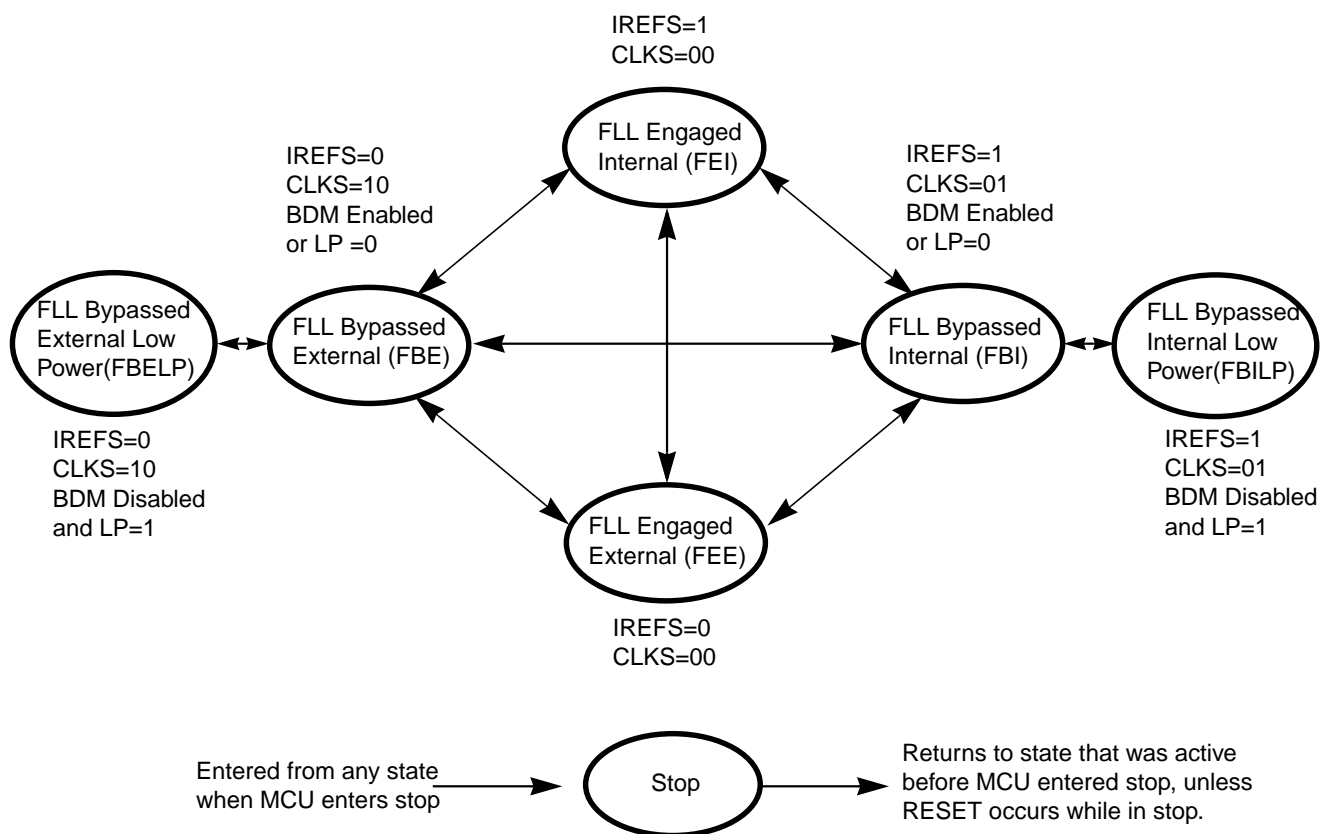 IREFS=1
CLKS=00
FLL Engaged
Internal (FEI)
IREFS=0
CLKS=10
BDM Enabled
or LP =0
IREFS=1
CLKS=01
BDM Enabled
or LP=0
FLL Bypassed
External Low
Power(FBELP)
FLL Bypassed
External (FBE)
FLL Bypassed
Internal (FBI)
FLL Bypassed
Internal Low
Power(FBILP)
IREFS=0
CLKS=10
BDM Disabled
and LP=1
IREFS=1
CLKS=01
BDM Disabled
and LP=1
FLL Engaged
External (FEE)
IREFS=0
CLKS=00
Entered from any state
when MCU enters stop
Stop
Returns to state that was active
before MCU entered stop, unless
RESET occurs while in stop.